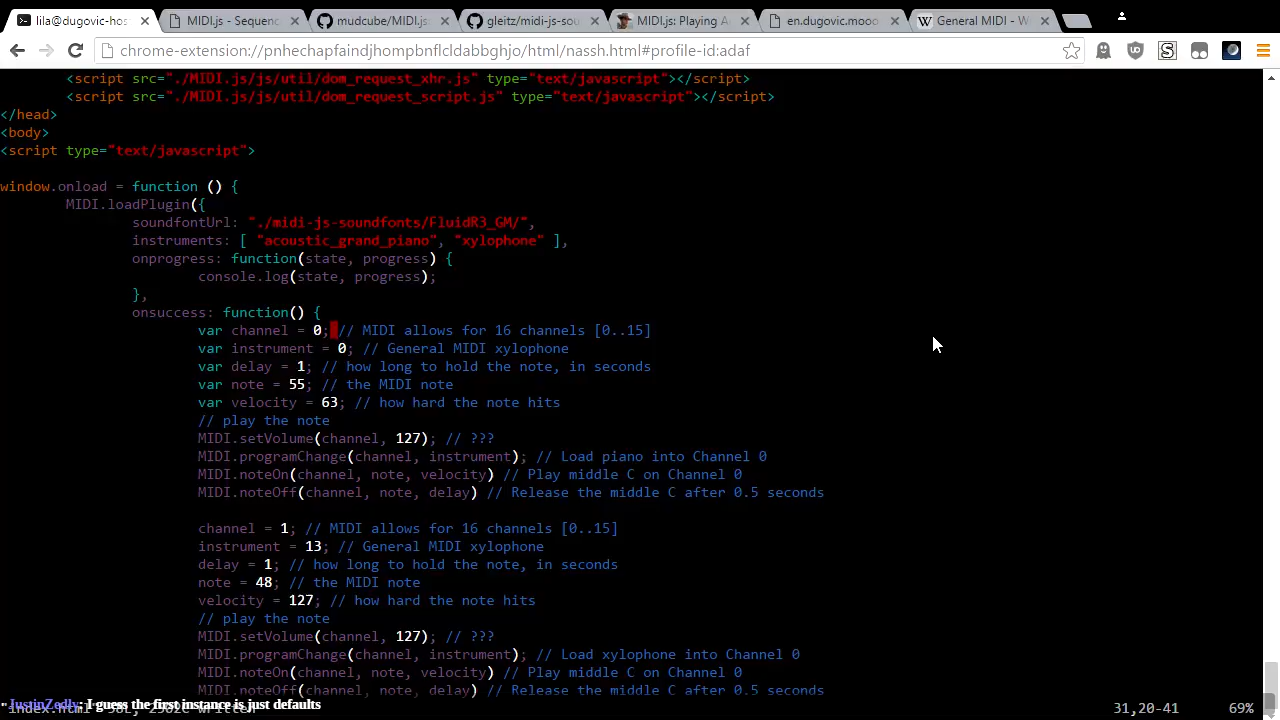 lila@dugovic-hos
MIDI.js - Sequenc
mudcube/MIDI.js
gleitz/midi-js-sou
MIDI.js: Playing A
en.dugovic.mooo
General MIDI - W
chrome-extension://pnhechapfaindjhompbnflcldabbghjo/html/nassh.html#profile-id:adaf
<script src="./MIDI.js/js/util/dom_request_xhr.js" type="text/javascript"></script>
<script src="./MIDI.js/js/util/dom_request_script.js" type="text/javascript"></script>
</head>
<body>
<script type="text/javascript">
window.onload = function () {
MIDI.loadPlugin({
soundfontUrl: "./midi-js-soundfonts/FluidR3_GM/",
instruments: [ "acoustic_grand_piano", "xylophone" ],
onprogress: function(state, progress) {
console.log(state, progress);
},
onsuccess: function() {
var channel = 0; // MIDI allows for 16 channels [0..15]
var instrument = 0; // General MIDI xylophone
var delay = 1; // how long to hold the note, in seconds
var note = 55; // the MIDI note
var velocity = 63; // how hard the note hits
// play the note
MIDI.setVolume(channel, 127); // ???
MIDI.programChange(channel, instrument); // Load piano into Channel 0
MIDI.noteOn(channel, note, velocity) // Play middle C on Channel 0
MIDI.noteOff(channel, note, delay) // Release the middle C after 0.5 seconds
channel = 1; // MIDI allows for 16 channels [0..15]
instrument = 13; // General MIDI xylophone
delay = 1; // how long to hold the note, in seconds
note = 48; // the MIDI note
velocity = 127; // how hard the note hits
// play the note
MIDI.setVolume(channel, 127); // ???
MIDI.programChange(channel, instrument); // Load xylophone into Channel 0
MIDI.noteOn(channel, note, velocity) // Play middle C on Channel 0
MIDI.noteOff(channel, note, delay) // Release the middle C after 0.5 seconds
JustinZedly: I guess the first instance is just defaults
"index.html" 58L, 2502C written 31,20-41 69%